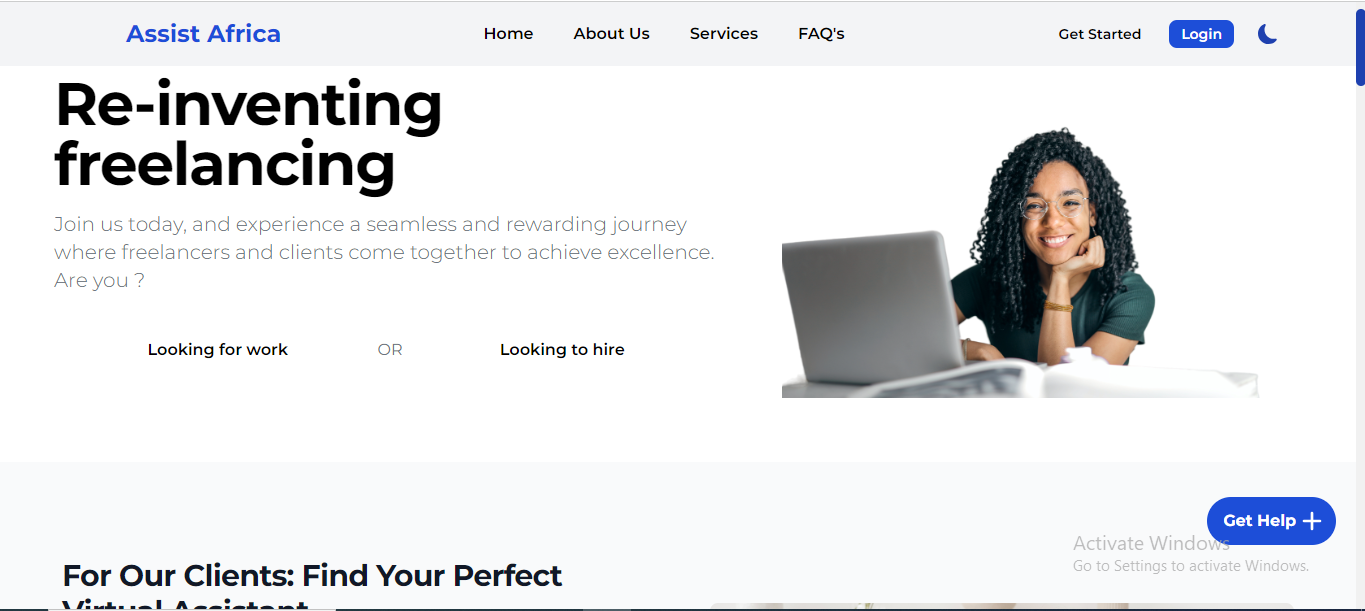 Assist Africa
Home
About Us
Services
FAQ's
Get Started
Login
Re-inventing
freelancing
Join us today, and experience a seamless and rewarding journey
where freelancers and clients come together to achieve excellence.
Are you ?
Looking for work
OR
Looking to hire
Get Help
Activate Windows
Go to Settings to activate Windows.
For Our Clients: Find Your Perfect
Virtual Assistant